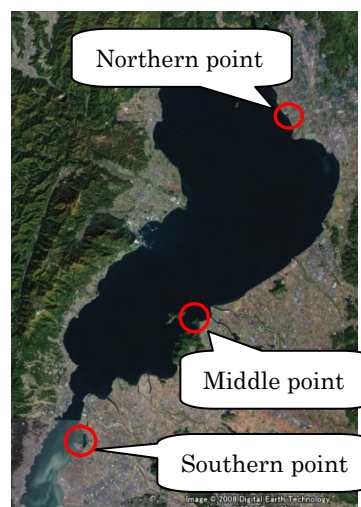 Northern point
Middle point
Southern point
Image © 2008 Digital Earth Technology